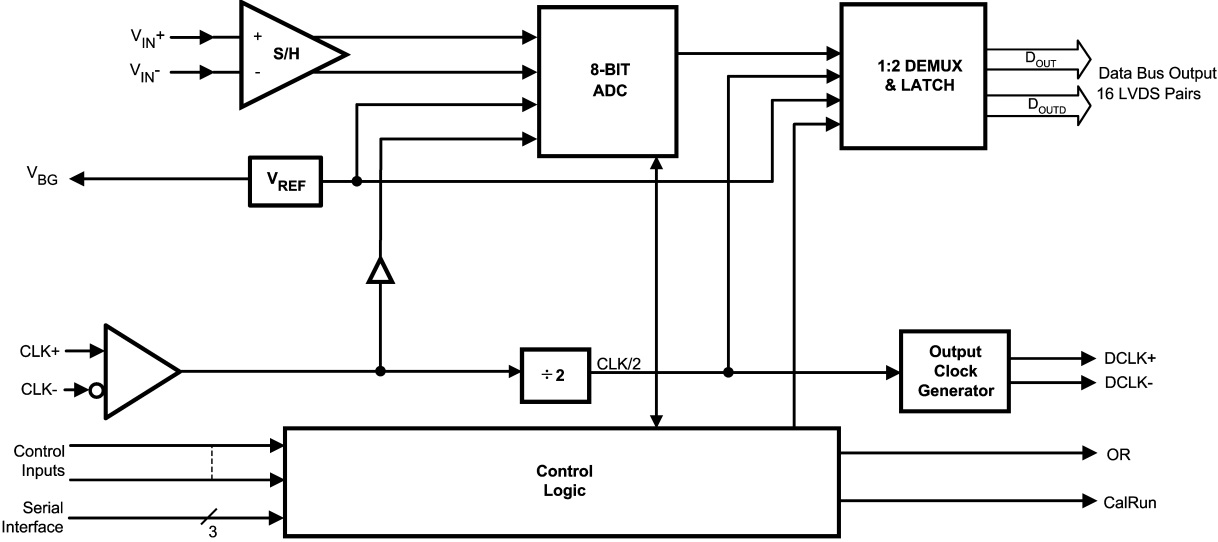 VIN+
+
S/H
VIN-
-
8-BIT
ADC
1:2 DEMUX
& LATCH
DOUT
DOUTD
Data Bus Output
16 LVDS Pairs
VBG
VREF
CLK+
CLK-
÷ 2
CLK/2
Output
Clock
Generator
DCLK+
DCLK-
Control
Inputs
Serial
Interface
3
Control
Logic
OR
CalRun